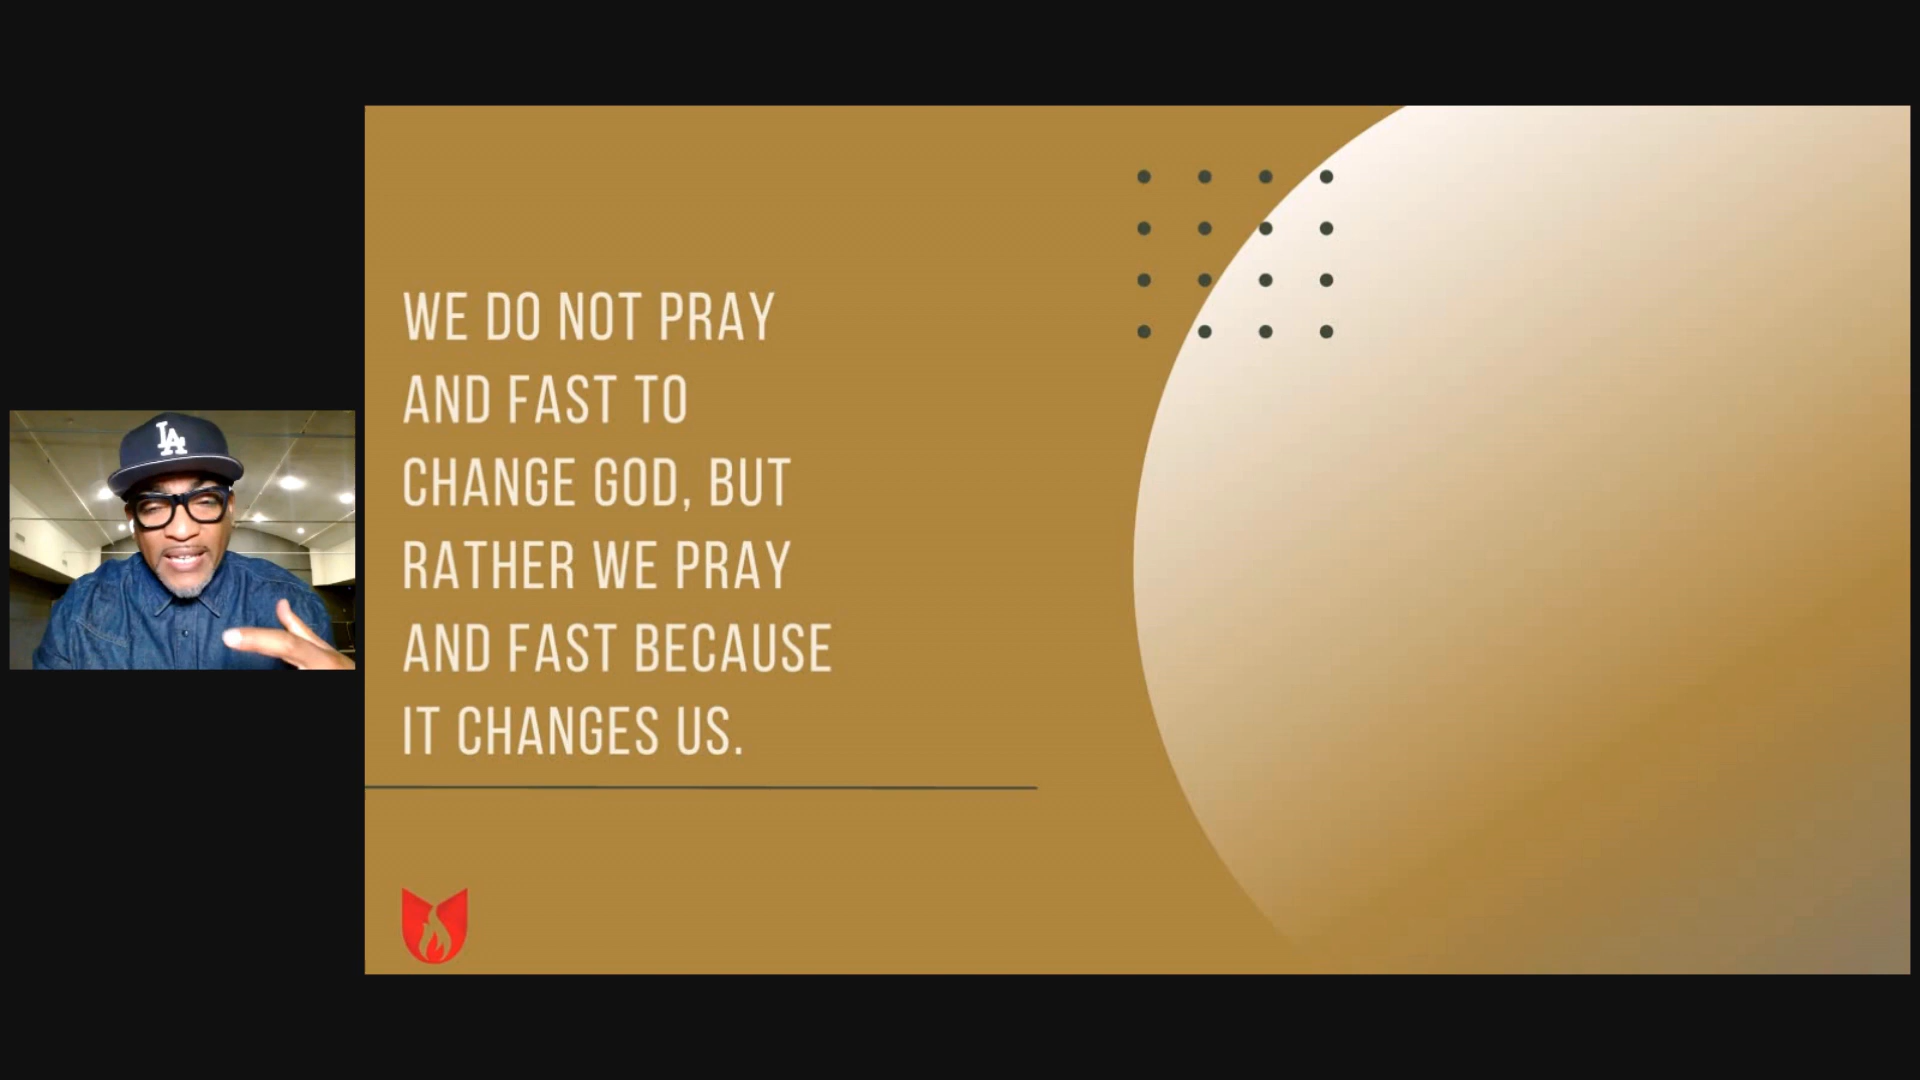 LA
WE DO NOT PRAY
AND FAST TO
CHANGE GOD, BUT
RATHER WE PRAY
AND FAST BECAUSE
IT CHANGES US.